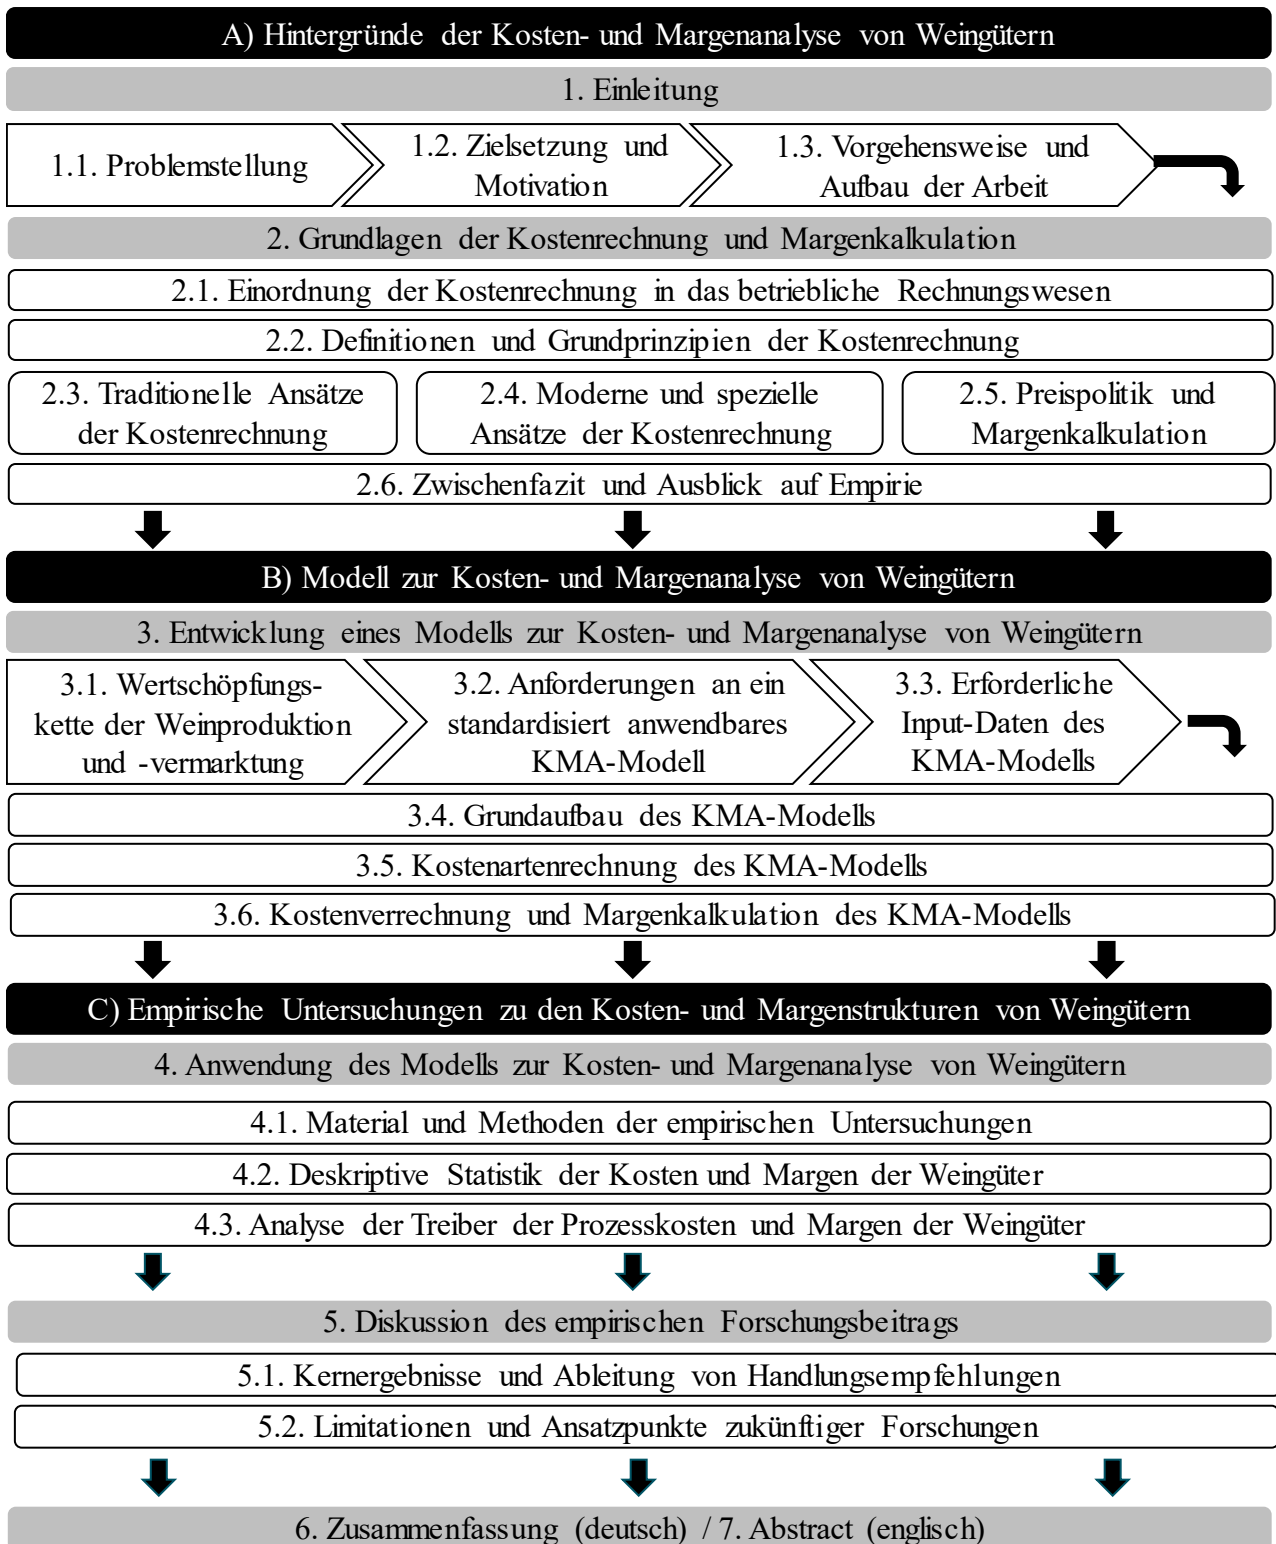 A) Hintergründe der Kosten- und Margenanalyse von Weingütern
1. Einleitung
1.1. Problemstellung
1.2. Zielsetzung und
Motivation
1.3. Vorgehensweise und
Aufbau der Arbeit
2. Grundlagen der Kostenrechnung und Margenkalkulation
2.1. Einordnung der Kostenrechnung in das betriebliche Rechnungswesen
2.2. Definitionen und Grundprinzipien der Kostenrechnung
2.3. Traditionelle Ansätze
der Kostenrechnung
2.4. Moderne und spezielle
Ansätze der Kostenrechnung
2.5. Preispolitik und
Margenkalkulation
2.6. Zwischenfazit und Ausblick auf Empirie
B) Modell zur Kosten- und Margenanalyse von Weingütern
3. Entwicklung eines Modells zur Kosten- und Margenanalyse von Weingütern
3.1. Wertschöpfungs-
kette der Weinproduktion
und -vermarktung
3.2. Anforderungen an ein
standardisiert anwendbares
KMA-Modell
3.3. Erforderliche
Input-Daten des
KMA-Modells
3.4. Grundaufbau des KMA-Modells
3.5. Kostenartenrechnung des KMA-Modells
3.6. Kostenverrechnung und Margenkalkulation des KMA-Modells
C) Empirische Untersuchungen zu den Kosten- und Margenstrukturen von Weingütern
4. Anwendung des Modells zur Kosten- und Margenanalyse von Weingütern
4.1. Material und Methoden der empirischen Untersuchungen
4.2. Deskriptive Statistik der Kosten und Margen der Weingüter
4.3. Analyse der Treiber der Prozesskosten und Margen der Weingüter
5. Diskussion des empirischen Forschungsbeitrags
5.1. Kernergebnisse und Ableitung von Handlungsempfehlungen
5.2. Limitationen und Ansatzpunkte zukünftiger Forschungen
6. Zusammenfassung (deutsch) / 7. Abstract (englisch)